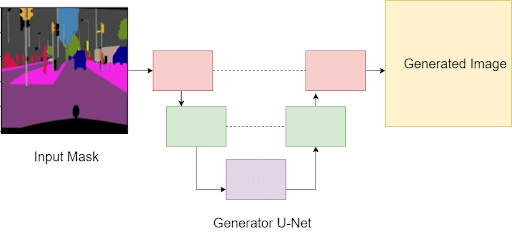 Generated Image
Input Mask
Generator U-Net